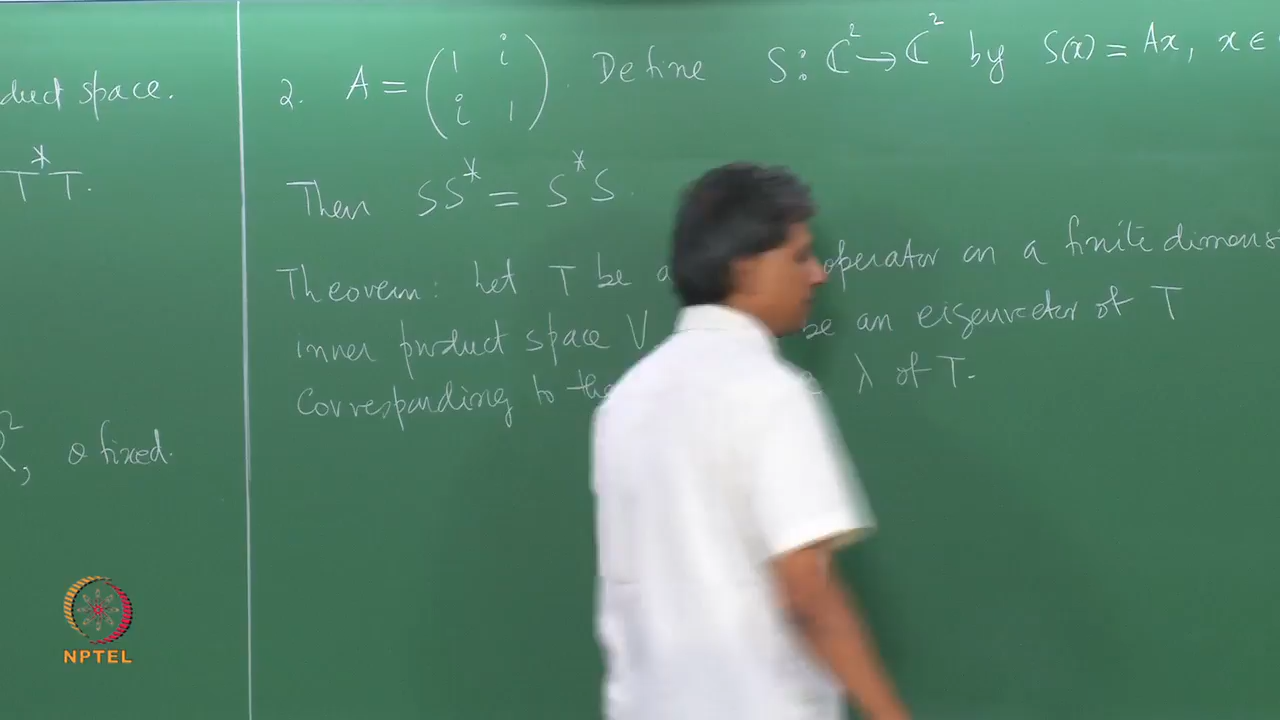 duct space.
T*T.
R², θ fixed.
2. A = (1 i
i 1). Define S: ℂ² → ℂ² by S(x) = Ax, x ∈
Then SS* = S*S.
Theorem: Let T be a operator on a finite dimens
inner product space V be an eigenvector of T
corresponding to the λ of T.
NPTEL